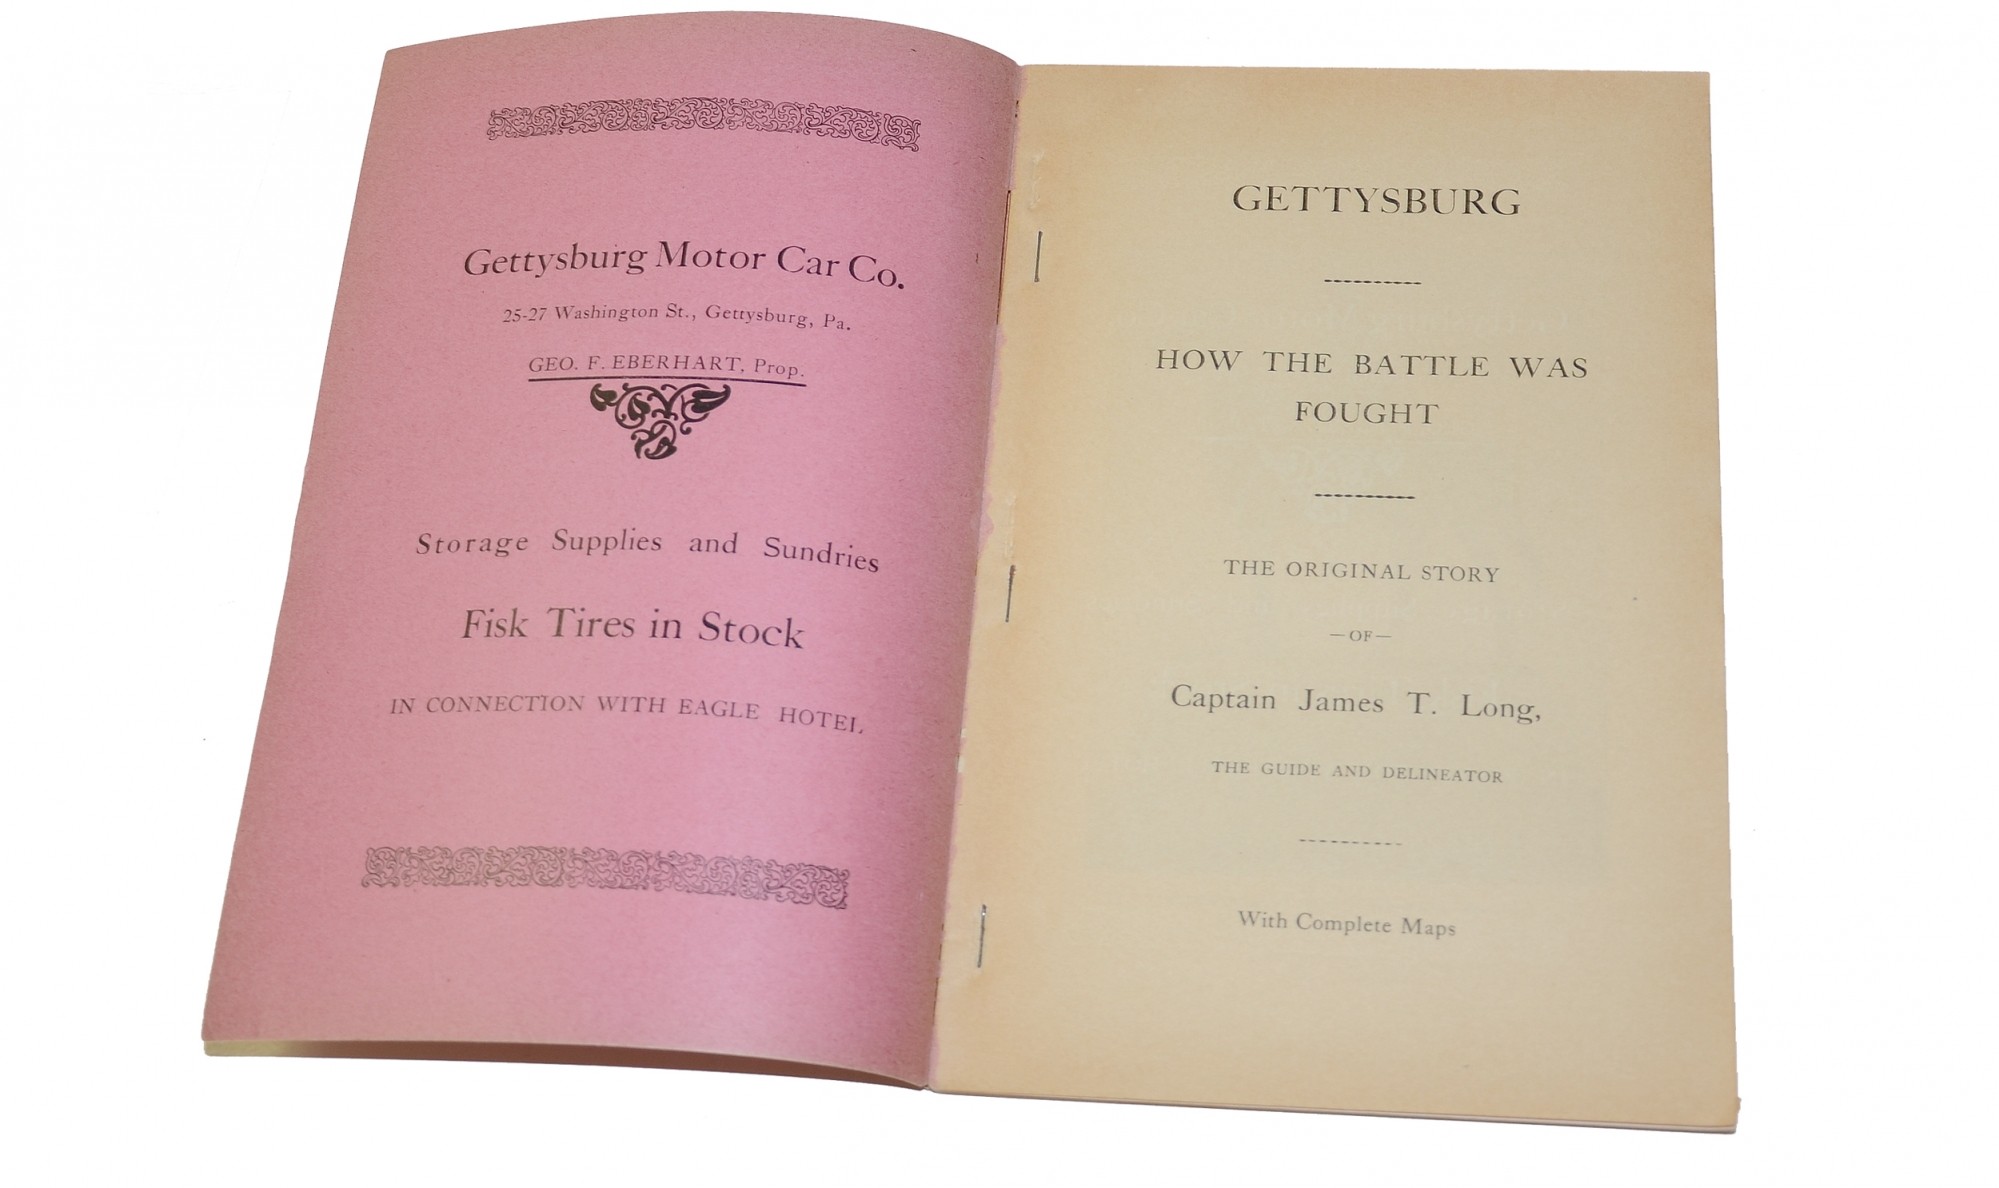 Gettysburg Motor Car Co.
25-27 Washington St., Gettysburg, Pa.
GEO. F. EBERHART, Prop.
Storage Supplies and Sundries
Fisk Tires in Stock
IN CONNECTION WITH EAGLE HOTEL
GETTYSBURG
HOW THE BATTLE WAS
FOUGHT
THE ORIGINAL STORY
—OF—
Captain James T. Long,
THE GUIDE AND DELINEATOR
With Complete Maps